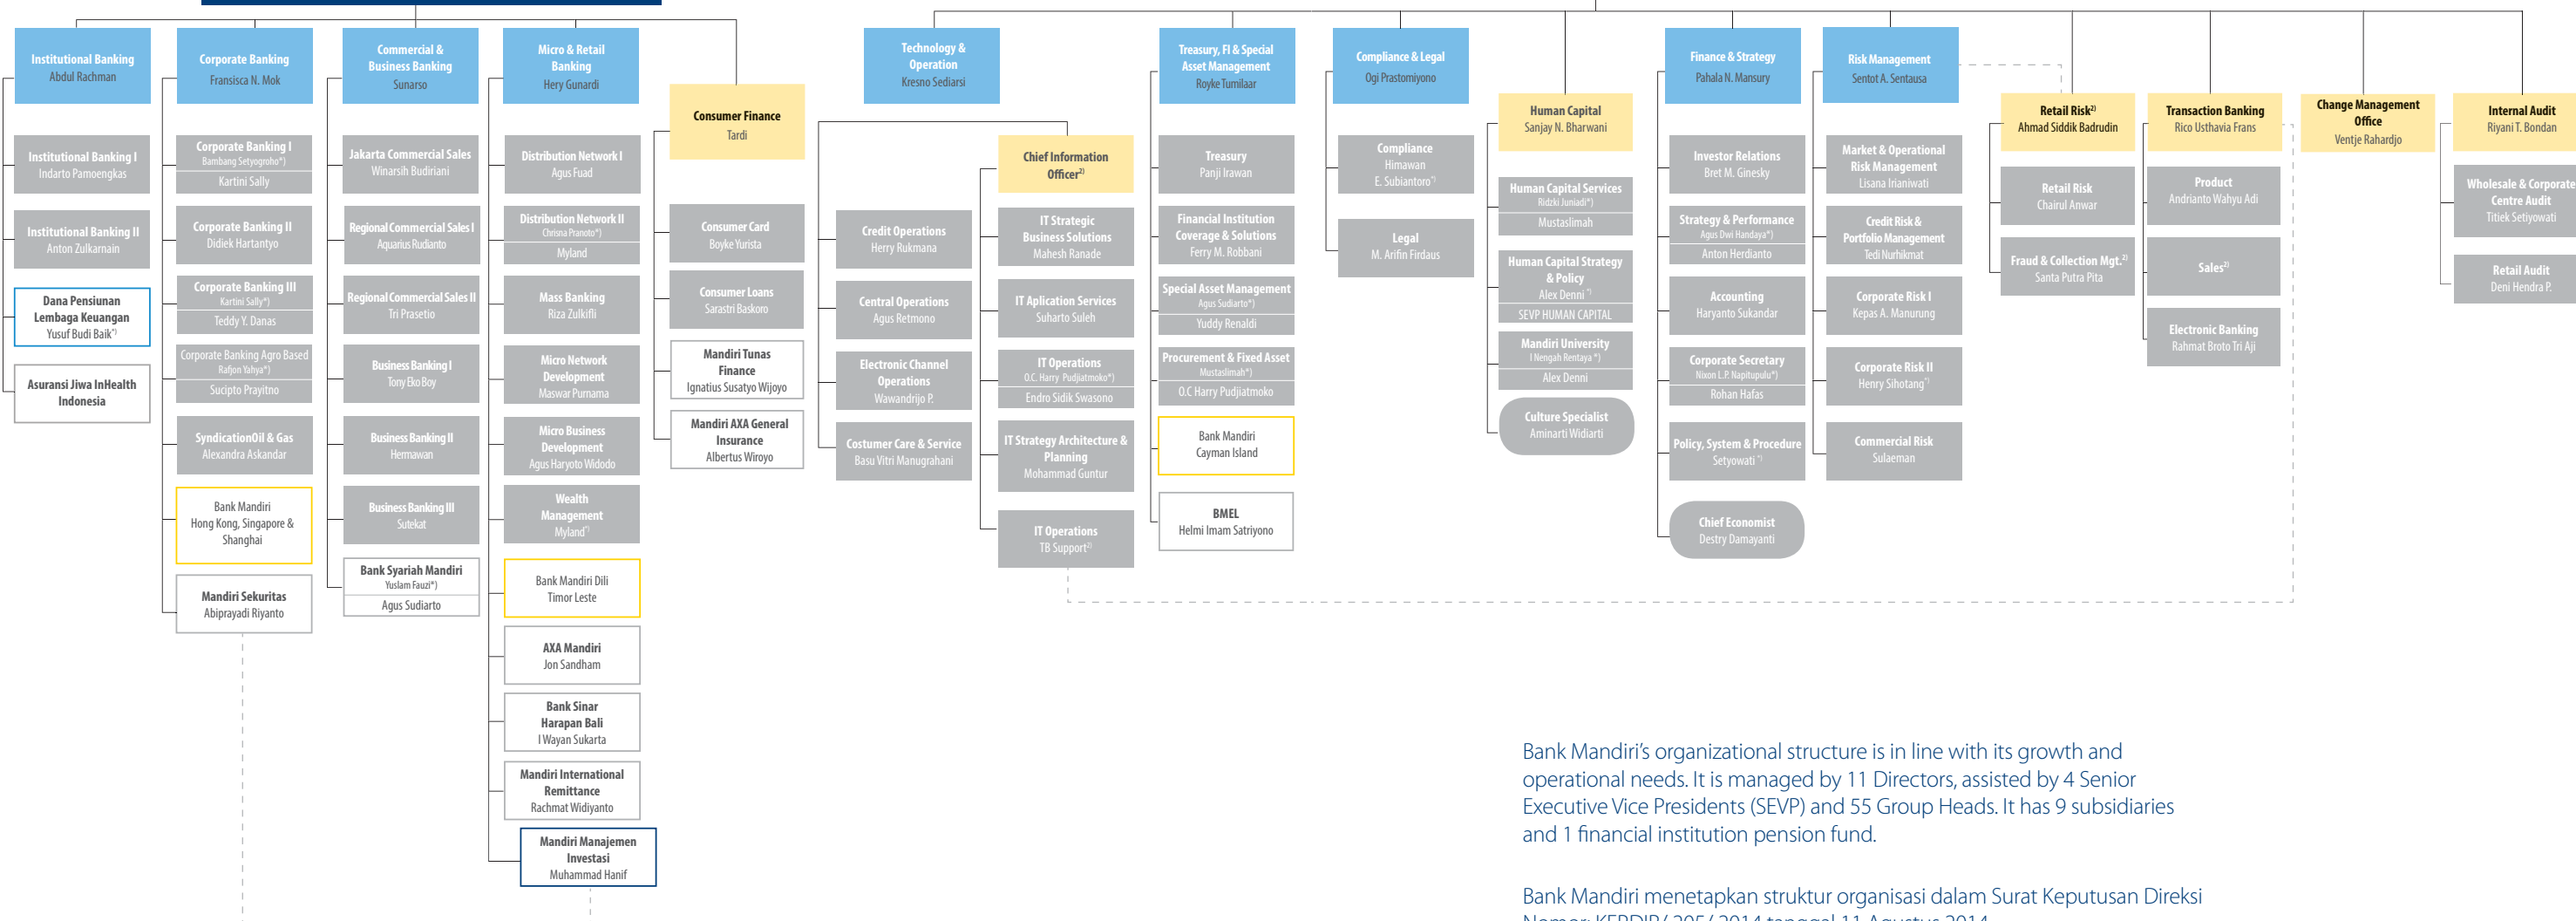 Institutional Banking
Abdul Rachman
Institutional Banking I
Indarto Pamoengkas
Institutional Banking II
Anton Zulkarnain
Dana Pensiunan
Lembaga Keuangan
Yusuf Budi Baik*)
Asuransi Jiwa InHealth
Indonesia
Corporate Banking
Fransisca N. Mok
Corporate Banking I
Bambang Setyogroho*)
Kartini Sally
Corporate Banking II
Didiek Hartantyo
Corporate Banking III
Kartini Sally*)
Teddy Y. Danas
Corporate Banking Agro Based
Rafjon Yahya*)
Sucipto Prayitno
SyndicationOil & Gas
Alexandra Askandar
Bank Mandiri
Hong Kong, Singapore &
Shanghai
Mandiri Sekuritas
Abiprayadi Riyanto
Commercial &
Business Banking
Sunarso
Jakarta Commercial Sales
Winarsih Budiriani
Regional Commercial Sales I
Aquarius Rudianto
Regional Commercial Sales II
Tri Prasetio
Business Banking I
Tony Eko Boy
Business Banking II
Hermawan
Business Banking III
Sutekat
Bank Syariah Mandiri
Yuslam Fauzi*)
Agus Sudiarto
Micro & Retail
Banking
Hery Gunardi
Distribution Network I
Agus Fuad
Distribution Network II
Chrisna Pranoto*)
Myland
Mass Banking
Riza Zulkifli
Micro Network
Development
Maswar Purnama
Micro Business
Development
Agus Haryoto Widodo
Wealth
Management
Myland*)
Bank Mandiri Dili
Timor Leste
AXA Mandiri
Jon Sandham
Bank Sinar
Harapan Bali
I Wayan Sukarta
Mandiri International
Remittance
Rachmat Widiyanto
Mandiri Manajemen
Investasi
Muhammad Hanif
Consumer Finance
Tardi
Consumer Card
Boyke Yurista
Consumer Loans
Sarastri Baskoro
Mandiri Tunas
Finance
Ignatius Susatyo Wijoyo
Mandiri AXA General
Insurance
Albertus Wiroyo
Technology &
Operation
Kresno Sediarsi
Credit Operations
Herry Rukmana
Central Operations
Agus Retmono
Electronic Channel
Operations
Wawandrijo P.
Costumer Care & Service
Basu Vitri Manugrahani
Chief Information
Officer2)
IT Strategic
Business Solutions
Mahesh Ranade
IT Aplication Services
Suharto Suleh
IT Operations
O.C. Harry Pudjiatmoko*)
Endro Sidik Swasono
IT Strategy Architecture &
Planning
Mohammad Guntur
IT Operations
TB Support2)
Treasury, FI & Special
Asset Management
Royke Tumilaar
Treasury
Panji Irawan
Financial Institution
Coverage & Solutions
Ferry M. Robbani
Special Asset Management
Agus Sudiarto*)
Yuddy Renaldi
Procurement & Fixed Asset
Mustaslimah*)
O.C Harry Pudjiatmoko
Bank Mandiri
Cayman Island
BMEL
Helmi Imam Satriyono
Compliance & Legal
Ogi Prastomiyono
Compliance
Himawan
E. Subiantoro*)
Legal
M. Arifin Firdaus
Human Capital
Sanjay N. Bharwani
Human Capital Services
Ridzki Juniadi*)
Mustaslimah
Human Capital Strategy
& Policy
Alex Denni *)
SEVP HUMAN CAPITAL
Mandiri University
I Nengah Rentaya *)
Alex Denni
Culture Specialist
Aminarti Widiarti
Finance & Strategy
Pahala N. Mansury
Investor Relations
Bret M. Ginesky
Strategy & Performance
Agus Dwi Handaya*)
Anton Herdianto
Accounting
Haryanto Sukandar
Corporate Secretary
Nixon L.P. Napitupulu*)
Rohan Hafas
Policy, System & Procedure
Setyowati *)
Chief Economist
Destry Damayanti
Risk Management
Sentot A. Sentausa
Market & Operational
Risk Management
Lisana Irianiwati
Credit Risk &
Portfolio Management
Tedi Nurhikmat
Corporate Risk I
Kepas A. Manurung
Corporate Risk II
Henry Sihotang*)
Commercial Risk
Sulaeman
Retail Risk2)
Ahmad Siddik Badrudin
Retail Risk
Chairul Anwar
Fraud & Collection Mgt.2)
Santa Putra Pita
Transaction Banking
Rico Usthavia Frans
Product
Andrianto Wahyu Adi
Sales2)
Electronic Banking
Rahmat Broto Tri Aji
Change Management
Office
Ventje Rahardjo
Internal Audit
Riyani T. Bondan
Wholesale & Corporate
Centre Audit
Titiek Setiyowati
Retail Audit
Deni Hendra P.
Bank Mandiri's organizational structure is in line with its growth and
operational needs. It is managed by 11 Directors, assisted by 4 Senior
Executive Vice Presidents (SEVP) and 55 Group Heads. It has 9 subsidiaries
and 1 financial institution pension fund.
Bank Mandiri menetapkan struktur organisasi dalam Surat Keputusan Direksi
Nomor: KEP.DIR/ 205/ 2014 tanggal 11 Agustus 2014